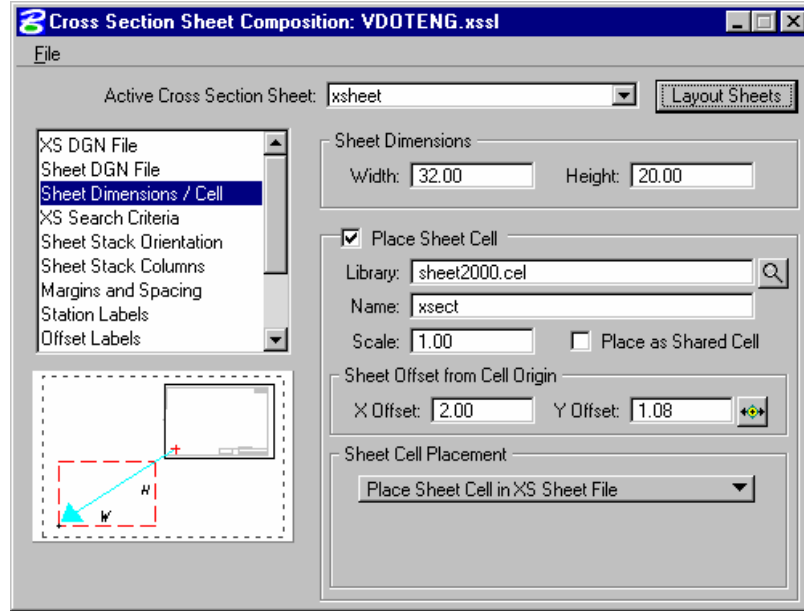 Cross Section Sheet Composition: VDOTENG.xssl
File
Active Cross Section Sheet: xsheet Layout Sheets
XS DGN File
Sheet DGN File
Sheet Dimensions / Cell
XS Search Criteria
Sheet Stack Orientation
Sheet Stack Columns
Margins and Spacing
Station Labels
Offset Labels
H
W
Sheet Dimensions
Width: 32.00 Height: 20.00
Place Sheet Cell
Library: sheet2000.cel
Name: xsect
Scale: 1.00 Place as Shared Cell
Sheet Offset from Cell Origin
X Offset: 2.00 Y Offset: 1.08
Sheet Cell Placement
Place Sheet Cell in XS Sheet File